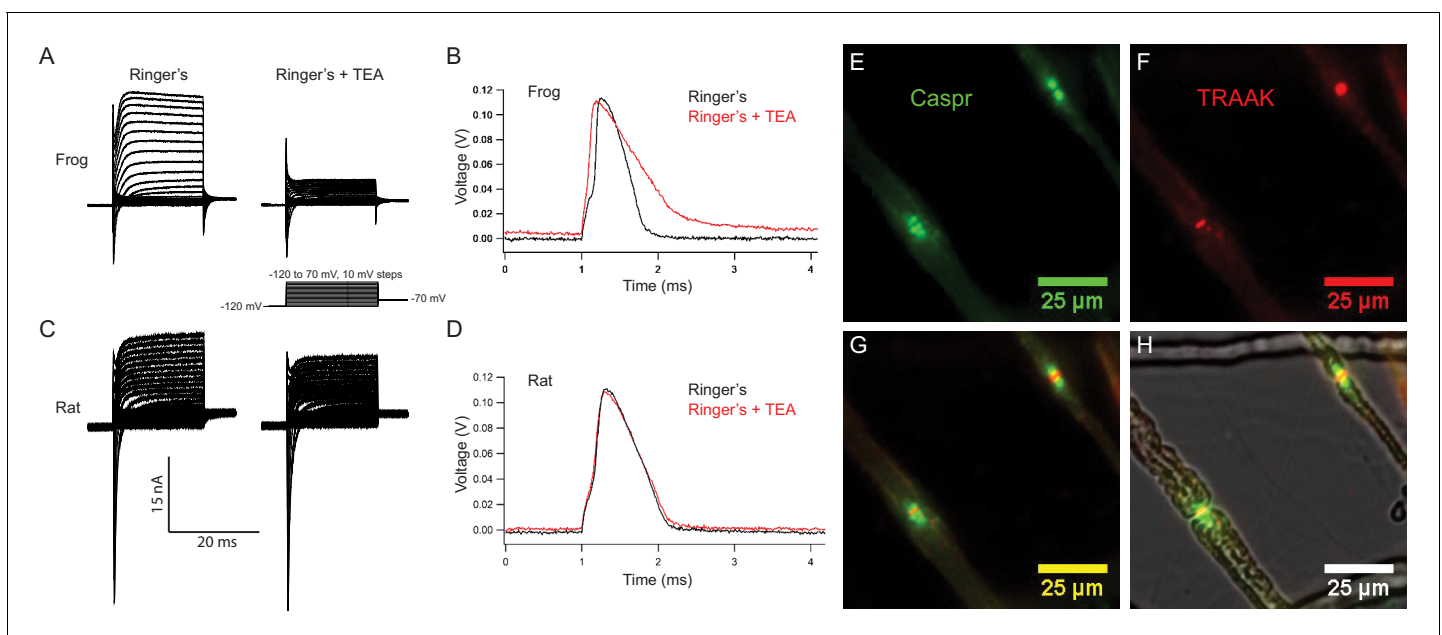 A
Ringer's
Ringer's + TEA
Frog
-120 to 70 mV, 10 mV steps
-120 mV
-70 mV
B
Frog
Ringer's
Ringer's + TEA
Voltage (V)
0.12
0.10
0.08
0.06
0.04
0.02
0.00
0
1
2
3
4
Time (ms)
C
Rat
15 nA
20 ms
D
Rat
Ringer's
Ringer's + TEA
Voltage (V)
0.12
0.10
0.08
0.06
0.04
0.02
0.00
0
1
2
3
4
Time (ms)
E
Caspr
25 µm
F
TRAAK
25 µm
G
25 µm
H
25 µm